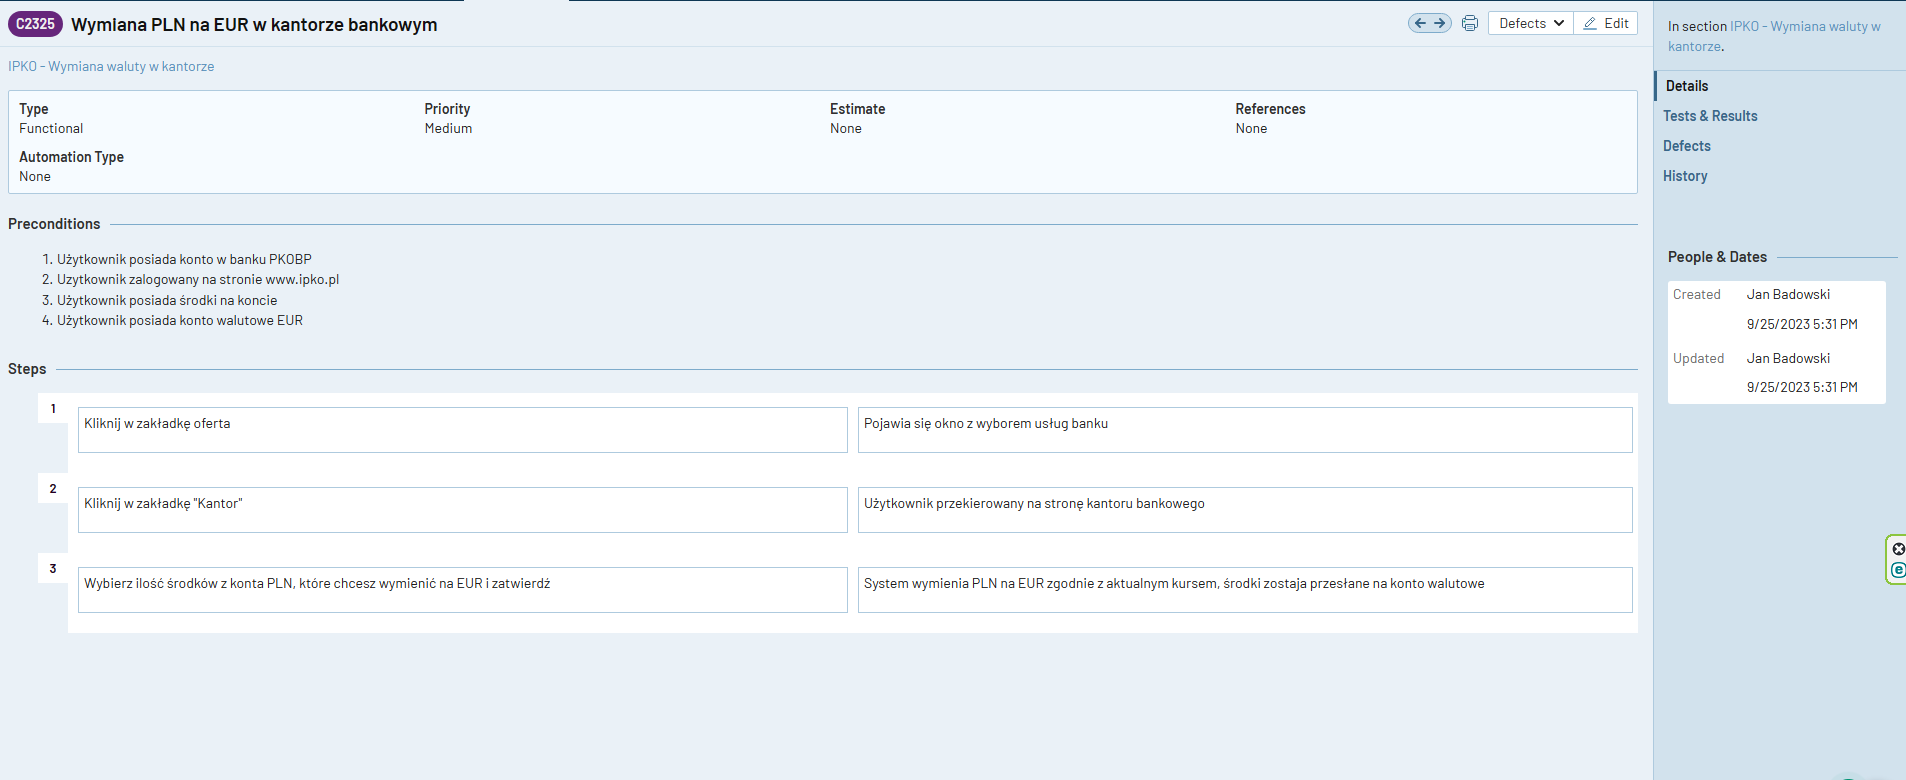 C2325 Wymiana PLN na EUR w kantorze bankowym
Defects
Edit
IPKO - Wymiana waluty w kantorze
Type
Functional
Priority
Medium
Estimate
None
References
None
Automation Type
None
Preconditions
1. Użytkownik posiada konto w banku PKOBP
2. Uzytkownik zalogowany na stronie www.ipko.pl
3. Użytkownik posiada środki na koncie
4. Użytkownik posiada konto walutowe EUR
Steps
1
Kliknij w zakładkę oferta
Pojawia się okno z wyborem usług banku
2
Kliknij w zakładkę "Kantor"
Użytkownik przekierowany na stronę kantoru bankowego
3
Wybierz ilość środków z konta PLN, które chcesz wymienić na EUR i zatwierdź
System wymienia PLN na EUR zgodnie z aktualnym kursem, środki zostaja przesłane na konto walutowe
In section IPKO - Wymiana waluty w
kantorze.
Details
Tests & Results
Defects
History
People & Dates
Created
Jan Badowski
9/25/2023 5:31 PM
Updated
Jan Badowski
9/25/2023 5:31 PM